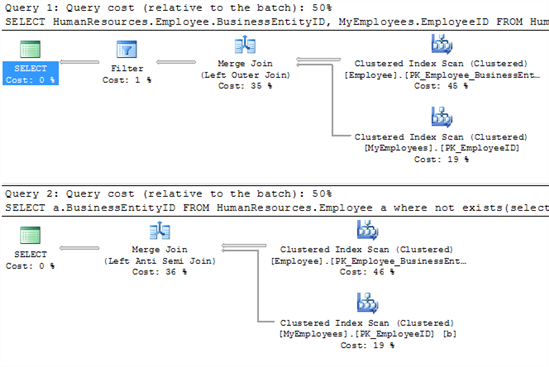 Query 1: Query cost (relative to the batch): 50%
SELECT HumanResources.Employee.BusinessEntityID, MyEmployees.EmployeeID FROM Hum
SELECT
Cost: 0 %
Filter
Cost: 1 %
Merge Join
(Left Outer Join)
Cost: 35 %
Clustered Index Scan (Clustered)
[Employee].[PK_Employee_BusinessEnt…
Cost: 45 %
Clustered Index Scan (Clustered)
[MyEmployees].[PK_EmployeeID]
Cost: 19 %
Query 2: Query cost (relative to the batch): 50%
SELECT a.BusinessEntityID FROM HumanResources.Employee a where not exists(select
SELECT
Cost: 0 %
Merge Join
(Left Anti Semi Join)
Cost: 36 %
Clustered Index Scan (Clustered)
[Employee].[PK_Employee_BusinessEnt…
Cost: 46 %
Clustered Index Scan (Clustered)
[MyEmployees].[PK_EmployeeID] [b]
Cost: 19 %